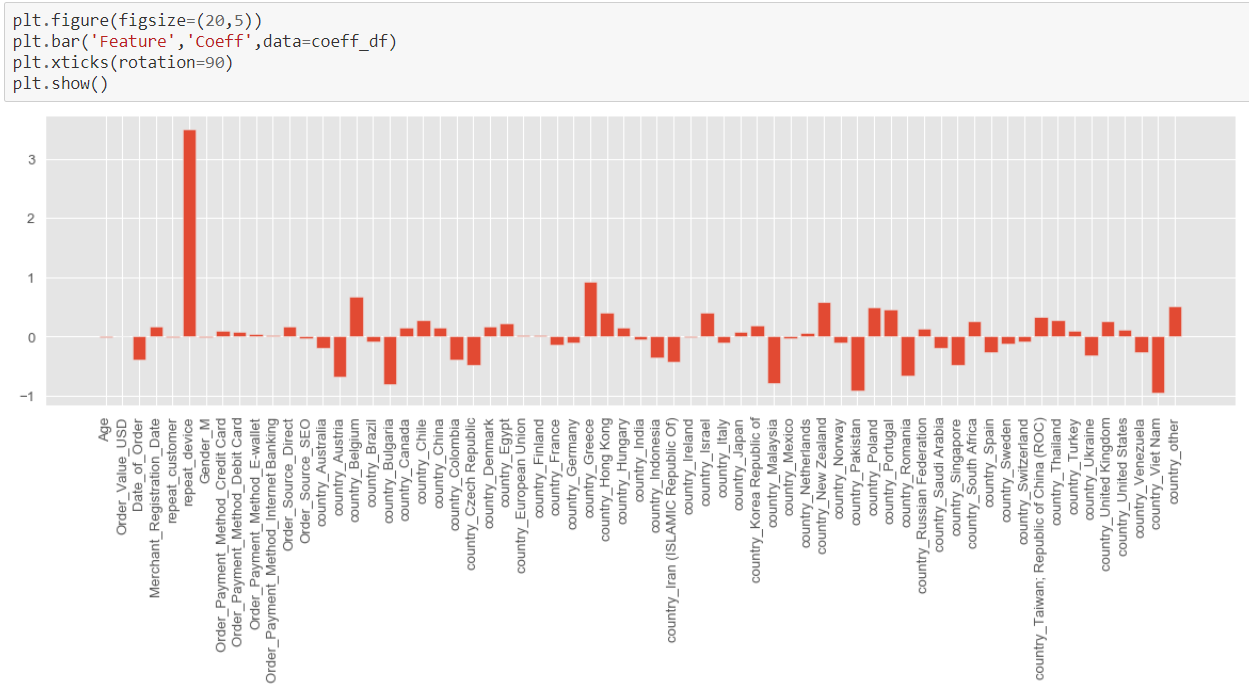 plt.figure(figsize=(20,5))
plt.bar('Feature','Coeff',data=coeff_df)
plt.xticks(rotation=90)
plt.show()
3
2
1
0
−1
Age
Order_Value_USD
Date_of_Order
Merchant_Registration_Date
repeat_customer
repeat_device
Gender_M
Order_Payment_Method_Credit Card
Order_Payment_Method_Debit Card
Order_Payment_Method_E-wallet
Order_Payment_Method_Internet Banking
Order_Source_Direct
Order_Source_SEO
country_Australia
country_Austria
country_Belgium
country_Brazil
country_Bulgaria
country_Canada
country_Chile
country_China
country_Colombia
country_Czech Republic
country_Denmark
country_Egypt
country_European Union
country_Finland
country_France
country_Germany
country_Greece
country_Hong Kong
country_Hungary
country_India
country_Indonesia
country_Iran (ISLAMIC Republic Of)
country_Ireland
country_Israel
country_Italy
country_Japan
country_Korea Republic of
country_Malaysia
country_Mexico
country_Netherlands
country_New Zealand
country_Norway
country_Pakistan
country_Poland
country_Portugal
country_Romania
country_Russian Federation
country_Saudi Arabia
country_Singapore
country_South Africa
country_Spain
country_Sweden
country_Switzerland
country_Taiwan; Republic of China (ROC)
country_Thailand
country_Turkey
country_Ukraine
country_United Kingdom
country_United States
country_Venezuela
country_Viet Nam
country_other